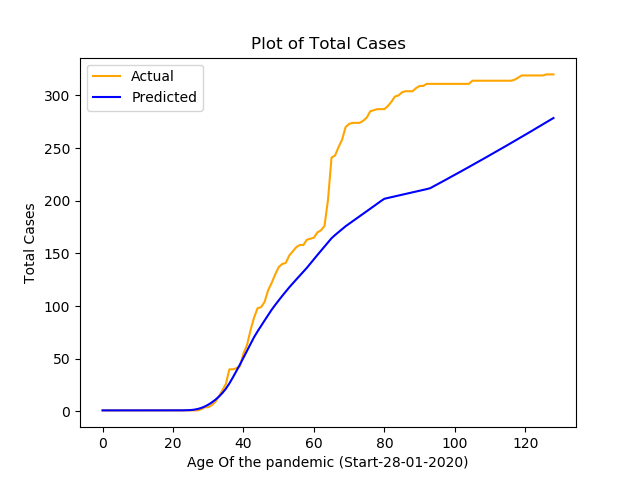 Plot of Total Cases
Actual
Predicted
300
250
200
150
100
50
0
Total Cases
0 20 40 60 80 100 120
Age Of the pandemic (Start-28-01-2020)